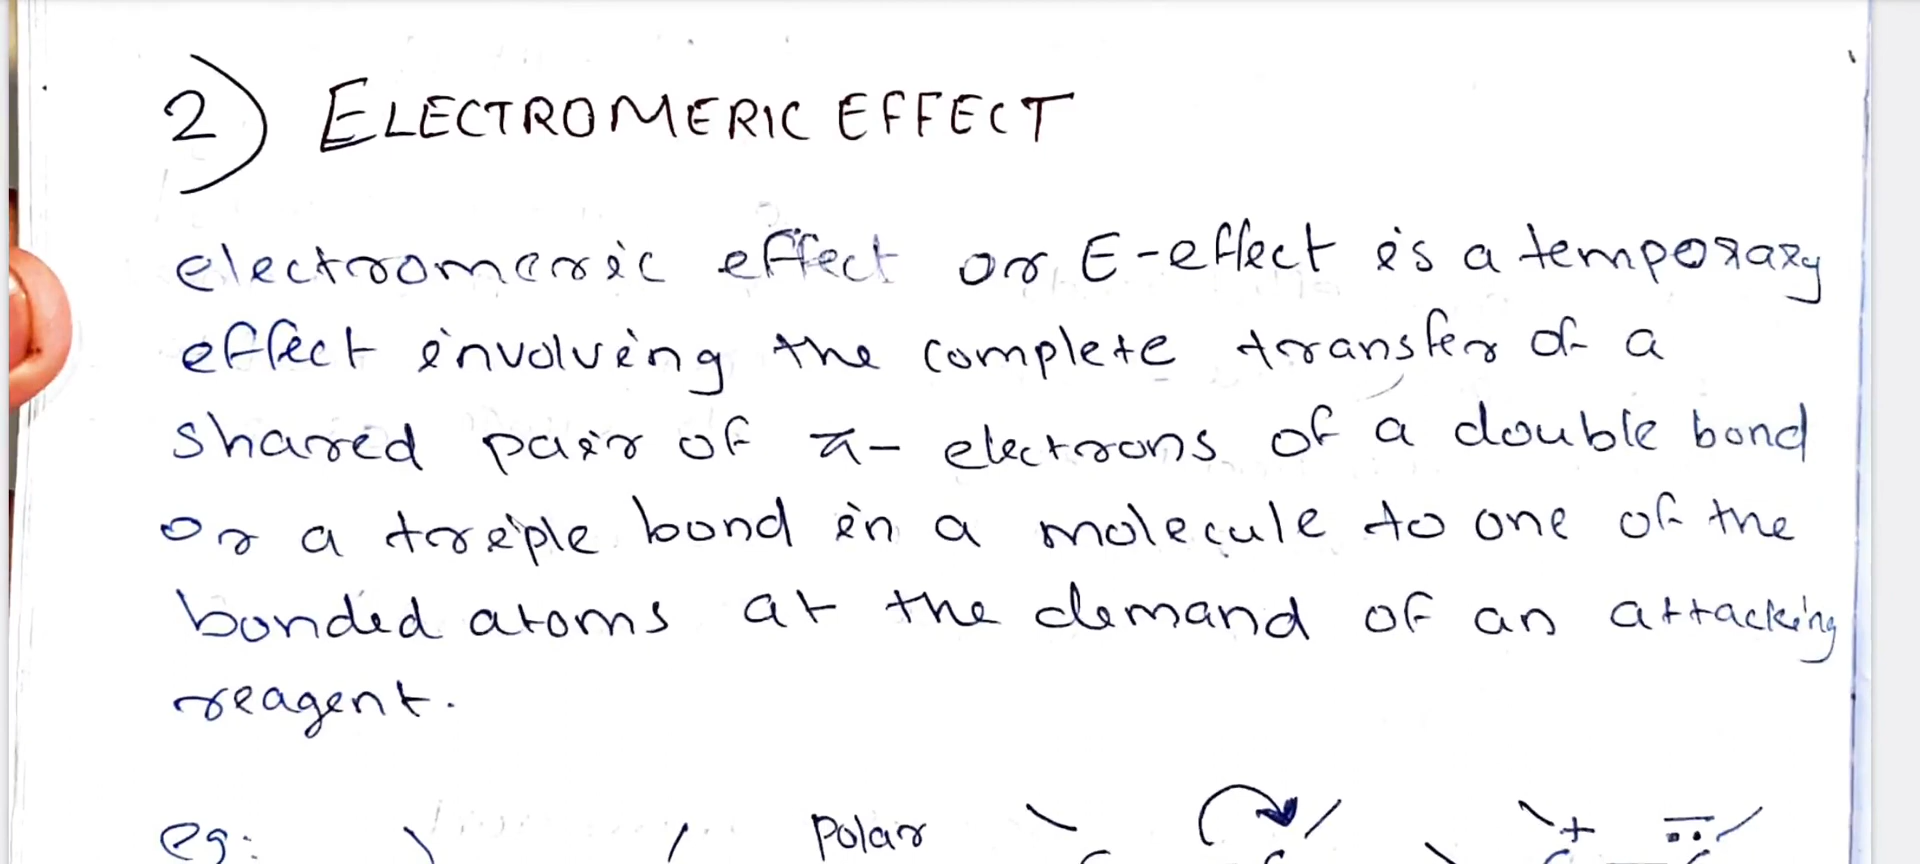 2) ELECTROMERIC EFFECT
electromeric effect or E-effect is a temporary
effect involving the complete transfer of a
shared pair of π- electrons of a double bond
or a triple bond in a molecule to one of the
bonded atoms at the demand of an attacking
reagent.
eg: Polar